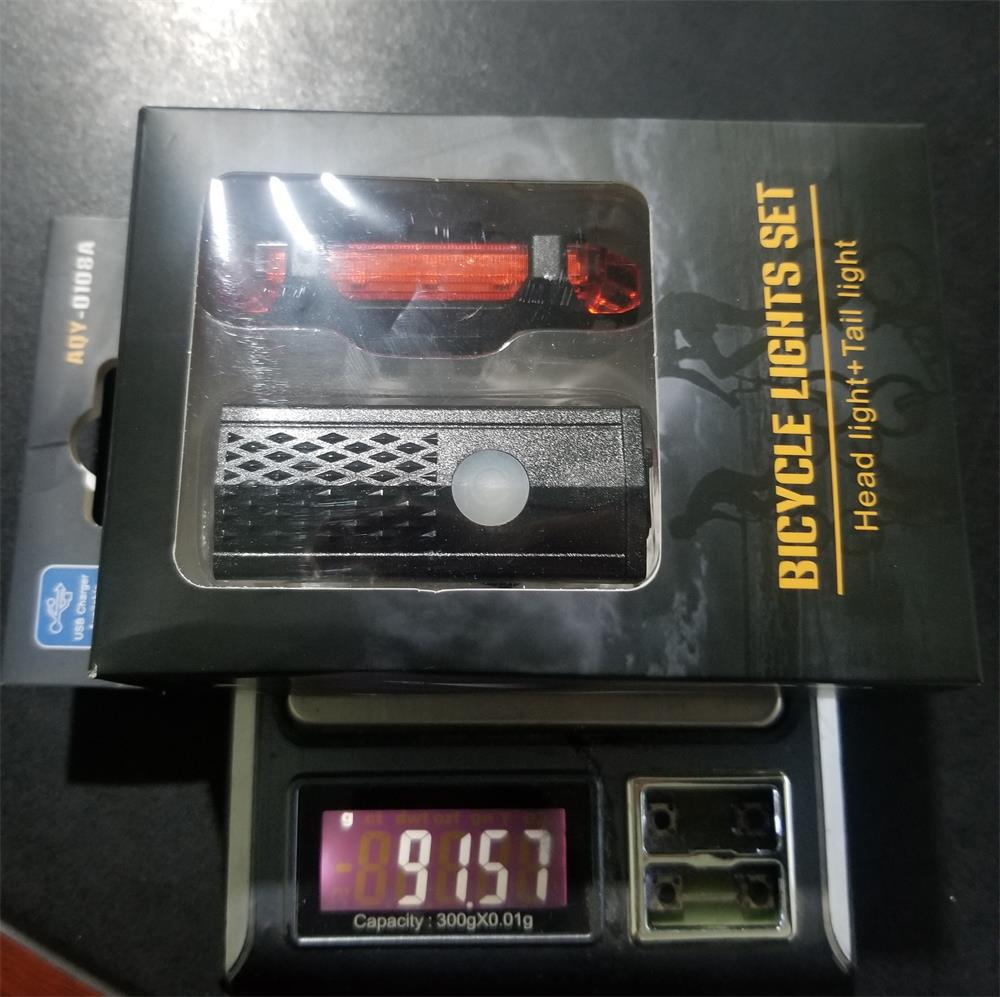 BICYCLE LIGHTS SET
Head light+Tail light
AQY-0108A
USB Charger
g
91.57
Capacity : 300gX0.01g